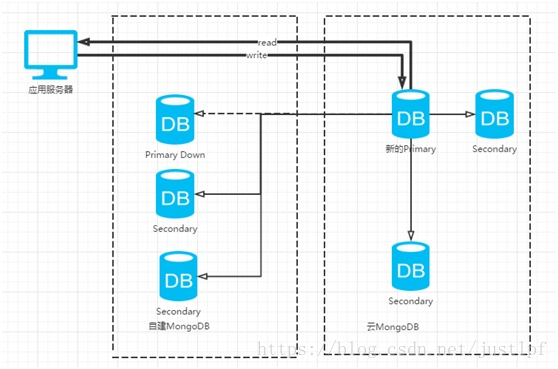 read
write
应用服务器
DB
Primary Down
DB
Secondary
DB
Secondary
自建MongoDB
DB
新的Primary
DB
Secondary
DB
Secondary
云MongoDB
https://blog.csdn.net/justlpf